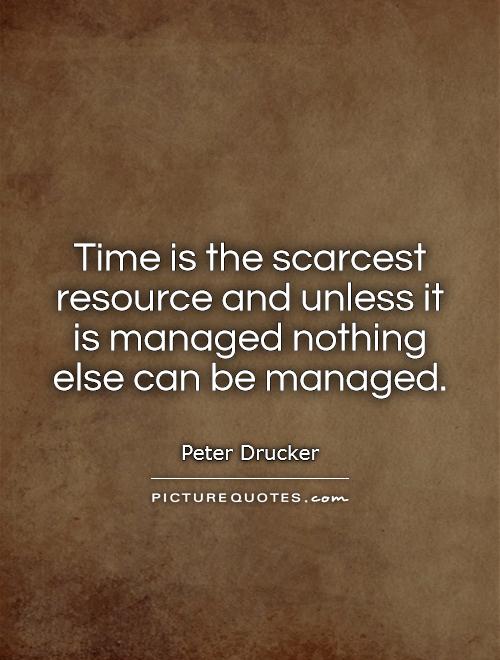 Time is the scarcest
resource and unless it
is managed nothing
else can be managed.
Peter Drucker
PICTUREQUOTES.com